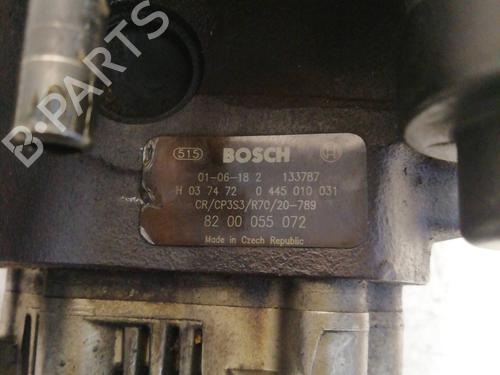 B-PARTS
515 BOSCH
01-06-18 2 133787
H 03 74 72 0 445 010 031
CR/CP3S3/R70/20-789
82 00 055 072
Made in Czech Republic